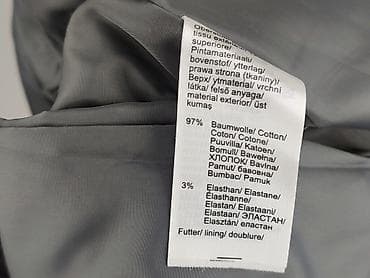 tissu extérieur/
superiore/
Pintamateriaali/
bovenstof/ ytterlag/
prawa strona (tkaniny)/
Верх/ ytmaterial/ vrchní
látka/ felső anyaga/
material exterior/ üst
kumaş
97% Baumwolle/ Cotton/
Coton/ Cotone/
Puuvilla/ Katoen/
Bomull/ Bawełna/
ХЛОПОК/ Bavlna/
Pamut/ бавовна/
Bumbac/ Pamuk
3% Elasthan/ Elastane/
Élasthanne/
Elastan/ Elastaani/
Elastaan/ ЭЛАСТАН/
Elasztán/ еластан
Futter/ lining/ doublure/